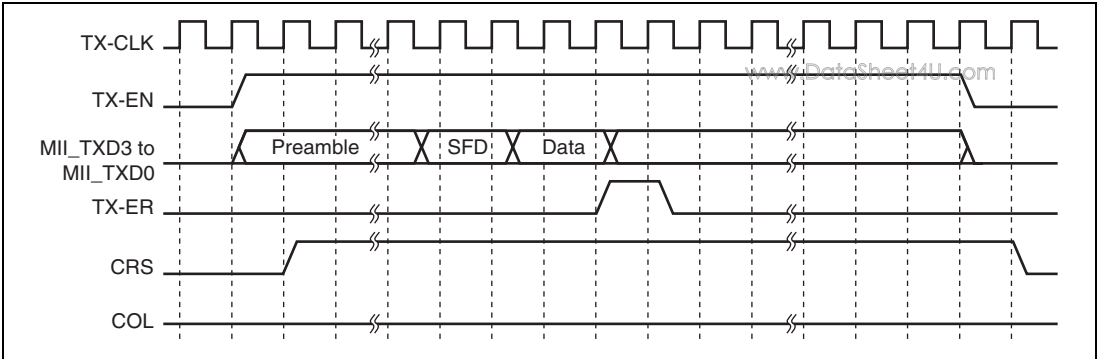 TX-CLK
www.DataSheet4U.com
TX-EN
MII_TXD3 to
MII_TXD0
Preamble
SFD
Data
TX-ER
CRS
COL